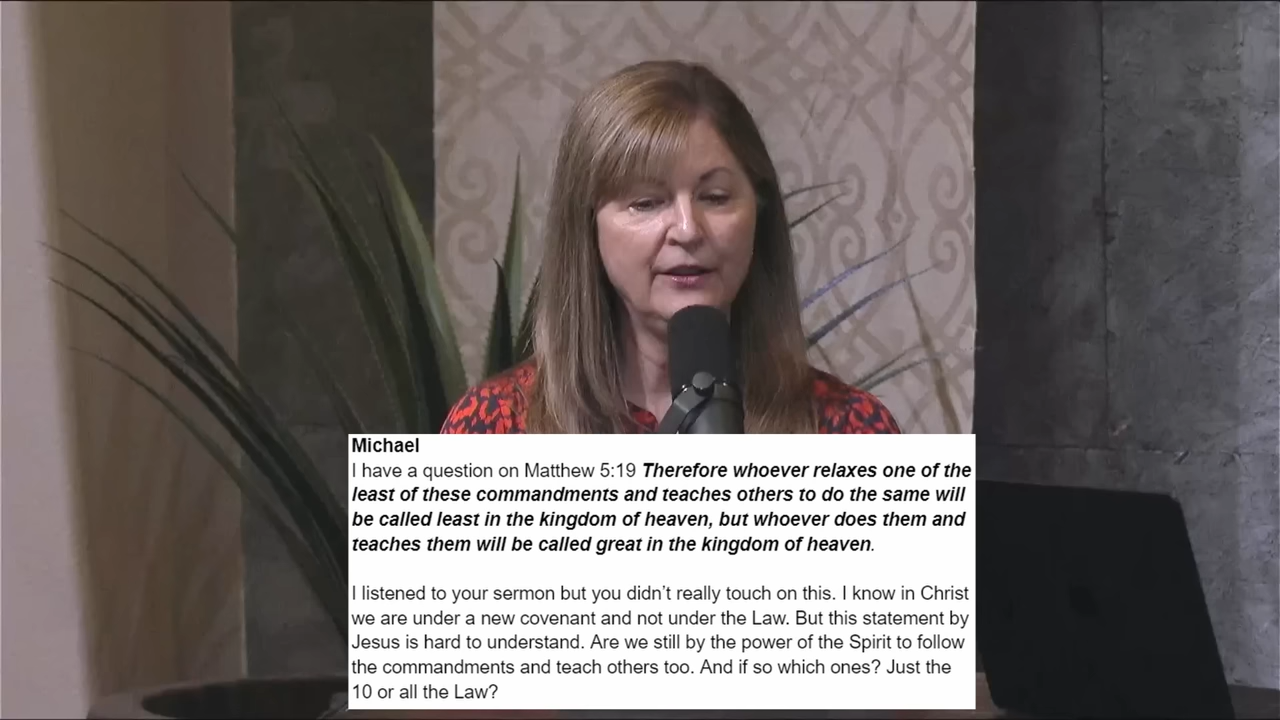 Michael
I have a question on Matthew 5:19 Therefore whoever relaxes one of the
least of these commandments and teaches others to do the same will
be called least in the kingdom of heaven, but whoever does them and
teaches them will be called great in the kingdom of heaven.
I listened to your sermon but you didn’t really touch on this. I know in Christ
we are under a new covenant and not under the Law. But this statement by
Jesus is hard to understand. Are we still by the power of the Spirit to follow
the commandments and teach others too. And if so which ones? Just the
10 or all the Law?